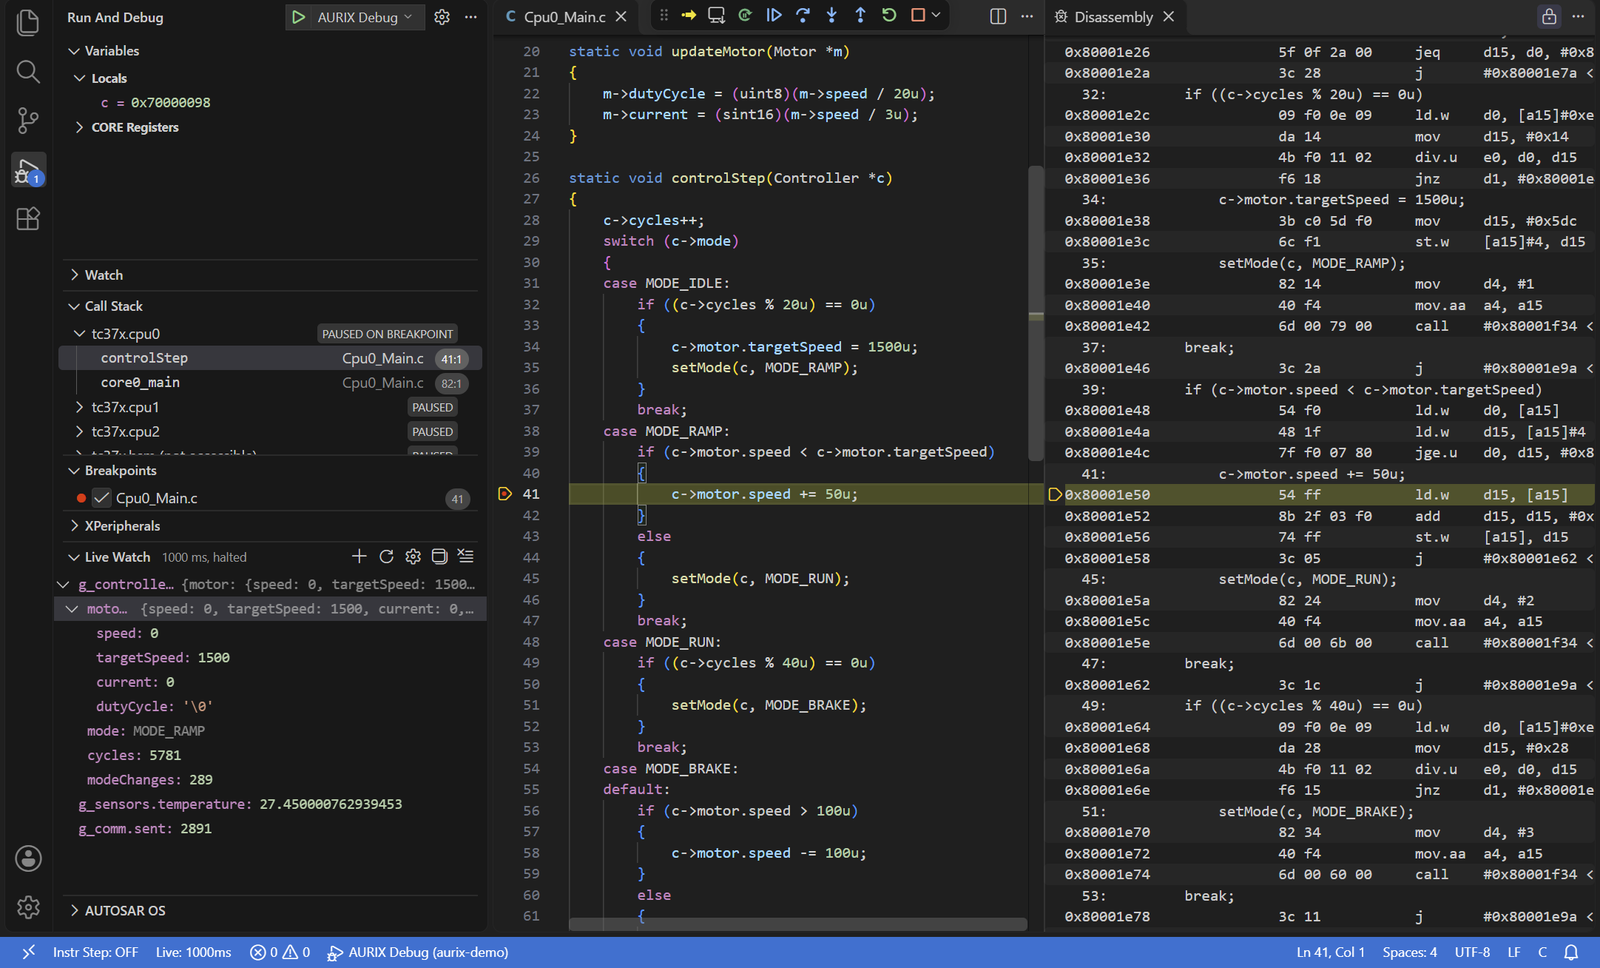 Run And Debug
AURIX Debug
Variables
Locals
c = 0x70000098
CORE Registers
1
Watch
Call Stack
tc37x.cpu0 PAUSED ON BREAKPOINT
controlStep Cpu0_Main.c 41:1
core0_main Cpu0_Main.c 82:1
tc37x.cpu1 PAUSED
tc37x.cpu2 PAUSED
Breakpoints
Cpu0_Main.c 41
XPeripherals
Live Watch 1000 ms, halted
g_controlle… {motor: {speed: 0, targetSpeed: 1500…
moto… {speed: 0, targetSpeed: 1500, current: 0,…
speed: 0
targetSpeed: 1500
current: 0
dutyCycle: '\0'
mode: MODE_RAMP
cycles: 5781
modeChanges: 289
g_sensors.temperature: 27.450000762939453
g_comm.sent: 2891
AUTOSAR OS
C Cpu0_Main.c
20 static void updateMotor(Motor *m)
21 {
22 m->dutyCycle = (uint8)(m->speed / 20u);
23 m->current = (sint16)(m->speed / 3u);
24 }
25
26 static void controlStep(Controller *c)
27 {
28 c->cycles++;
29 switch (c->mode)
30 {
31 case MODE_IDLE:
32 if ((c->cycles % 20u) == 0u)
33 {
34 c->motor.targetSpeed = 1500u;
35 setMode(c, MODE_RAMP);
36 }
37 break;
38 case MODE_RAMP:
39 if (c->motor.speed < c->motor.targetSpeed)
40 {
41 c->motor.speed += 50u;
42 }
43 else
44 {
45 setMode(c, MODE_RUN);
46 }
47 break;
48 case MODE_RUN:
49 if ((c->cycles % 40u) == 0u)
50 {
51 setMode(c, MODE_BRAKE);
52 }
53 break;
54 case MODE_BRAKE:
55 default:
56 if (c->motor.speed > 100u)
57 {
58 c->motor.speed -= 100u;
59 }
60 else
61 {
Disassembly
0x80001e26 5f 0f 2a 00 jeq d15, d0, #0x8
0x80001e2a 3c 28 j #0x80001e7a <
32: if ((c->cycles % 20u) == 0u)
0x80001e2c 09 f0 0e 09 ld.w d0, [a15]#0xe
0x80001e30 da 14 mov d15, #0x14
0x80001e32 4b f0 11 02 div.u e0, d0, d15
0x80001e36 f6 18 jnz d1, #0x80001e
34: c->motor.targetSpeed = 1500u;
0x80001e38 3b c0 5d f0 mov d15, #0x5dc
0x80001e3c 6c f1 st.w [a15]#4, d15
35: setMode(c, MODE_RAMP);
0x80001e3e 82 14 mov d4, #1
0x80001e40 40 f4 mov.aa a4, a15
0x80001e42 6d 00 79 00 call #0x80001f34 <
37: break;
0x80001e46 3c 2a j #0x80001e9a <
39: if (c->motor.speed < c->motor.targetSpeed)
0x80001e48 54 f0 ld.w d0, [a15]
0x80001e4a 48 1f ld.w d15, [a15]#4
0x80001e4c 7f f0 07 80 jge.u d0, d15, #0x8
41: c->motor.speed += 50u;
0x80001e50 54 ff ld.w d15, [a15]
0x80001e52 8b 2f 03 f0 add d15, d15, #0x
0x80001e56 74 ff st.w [a15], d15
0x80001e58 3c 05 j #0x80001e62 <
45: setMode(c, MODE_RUN);
0x80001e5a 82 24 mov d4, #2
0x80001e5c 40 f4 mov.aa a4, a15
0x80001e5e 6d 00 6b 00 call #0x80001f34 <
47: break;
0x80001e62 3c 1c j #0x80001e9a <
49: if ((c->cycles % 40u) == 0u)
0x80001e64 09 f0 0e 09 ld.w d0, [a15]#0xe
0x80001e68 da 28 mov d15, #0x28
0x80001e6a 4b f0 11 02 div.u e0, d0, d15
0x80001e6e f6 15 jnz d1, #0x80001e
51: setMode(c, MODE_BRAKE);
0x80001e70 82 34 mov d4, #3
0x80001e72 40 f4 mov.aa a4, a15
0x80001e74 6d 00 60 00 call #0x80001f34 <
53: break;
0x80001e78 3c 11 j #0x80001e9a <
Instr Step: OFF Live: 1000ms 0 0 AURIX Debug (aurix-demo) Ln 41, Col 1 Spaces: 4 UTF-8 LF C